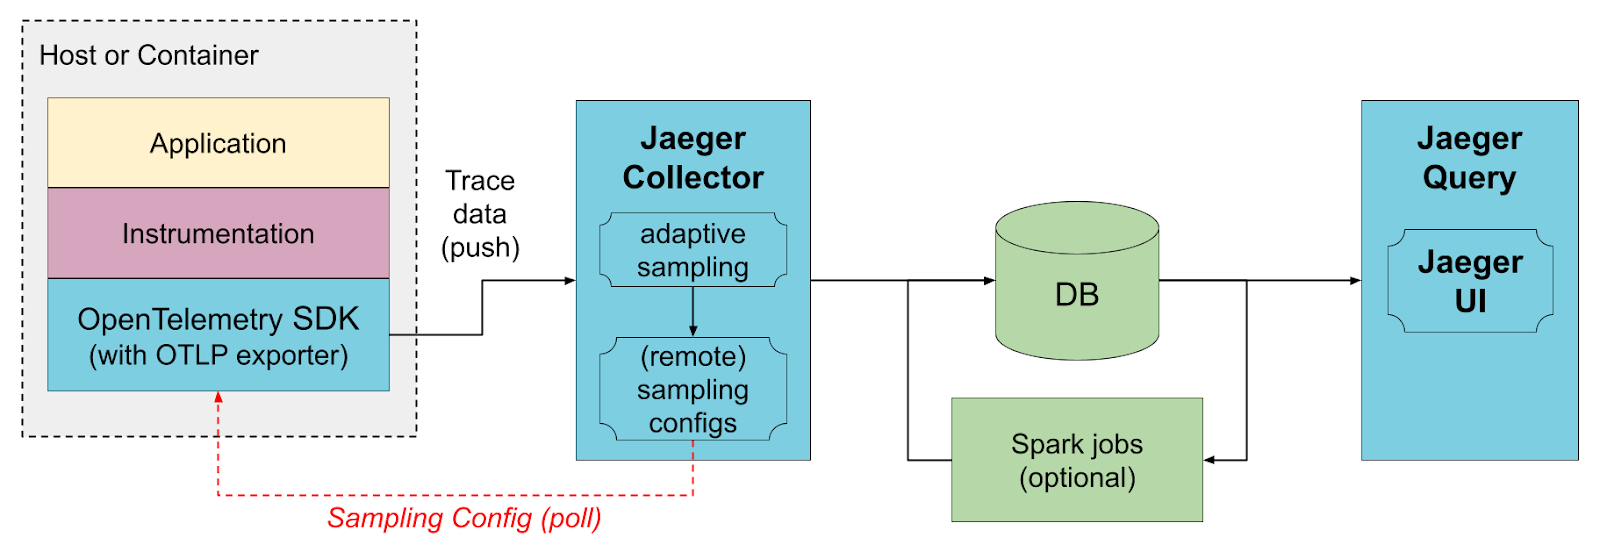 Host or Container
Application
Instrumentation
OpenTelemetry SDK
(with OTLP exporter)
Trace
data
(push)
Jaeger
Collector
adaptive
sampling
(remote)
sampling
configs
Sampling Config (poll)
DB
Spark jobs
(optional)
Jaeger
Query
Jaeger
UI